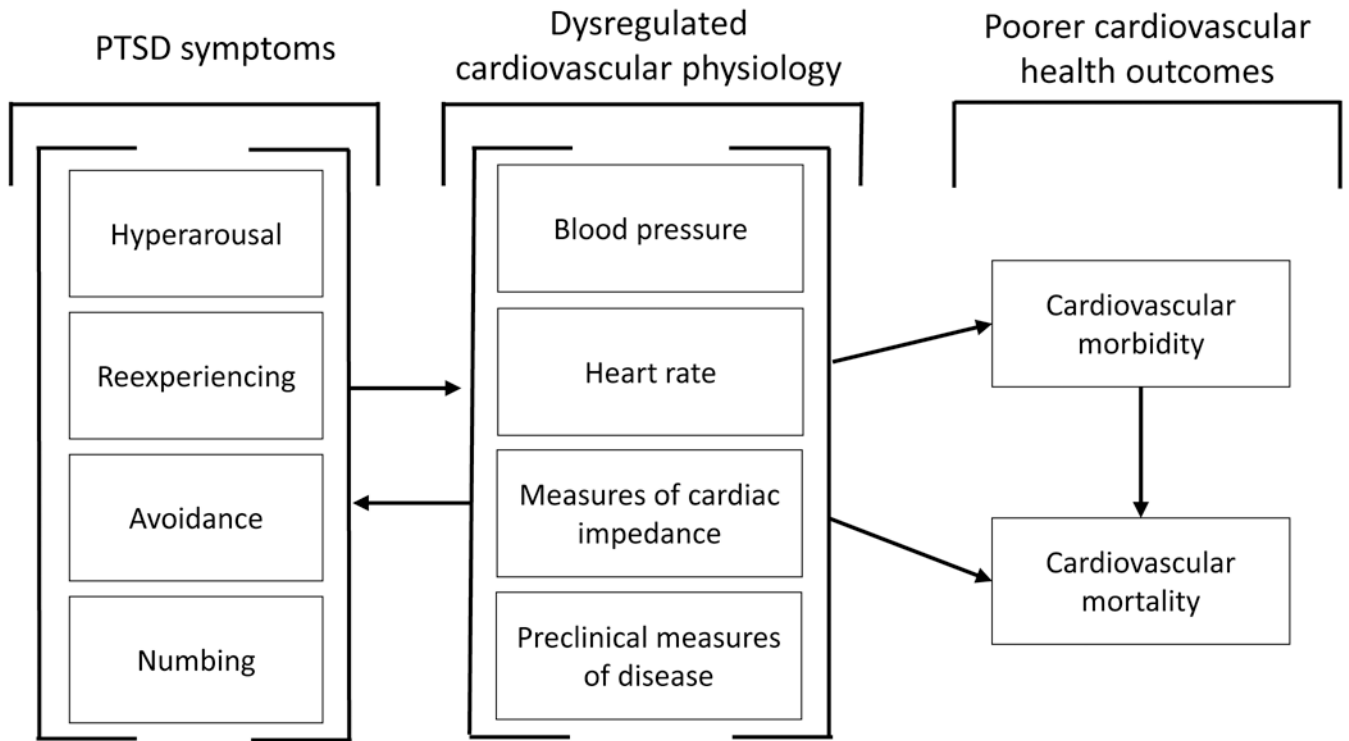 PTSD symptoms
Dysregulated
cardiovascular physiology
Poorer cardiovascular
health outcomes
Hyperarousal
Reexperiencing
Avoidance
Numbing
Blood pressure
Heart rate
Measures of cardiac
impedance
Preclinical measures
of disease
Cardiovascular
morbidity
Cardiovascular
mortality